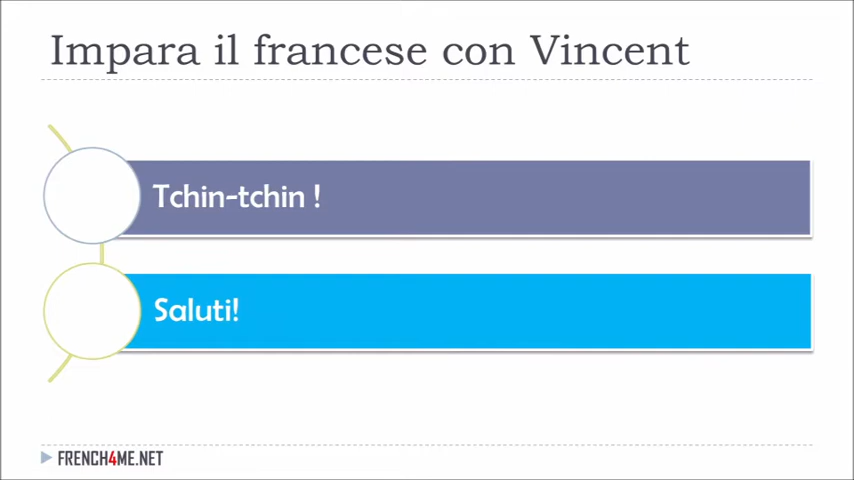 Impara il francese con Vincent
Tchin-tchin !
Saluti!
FRENCH4ME.NET